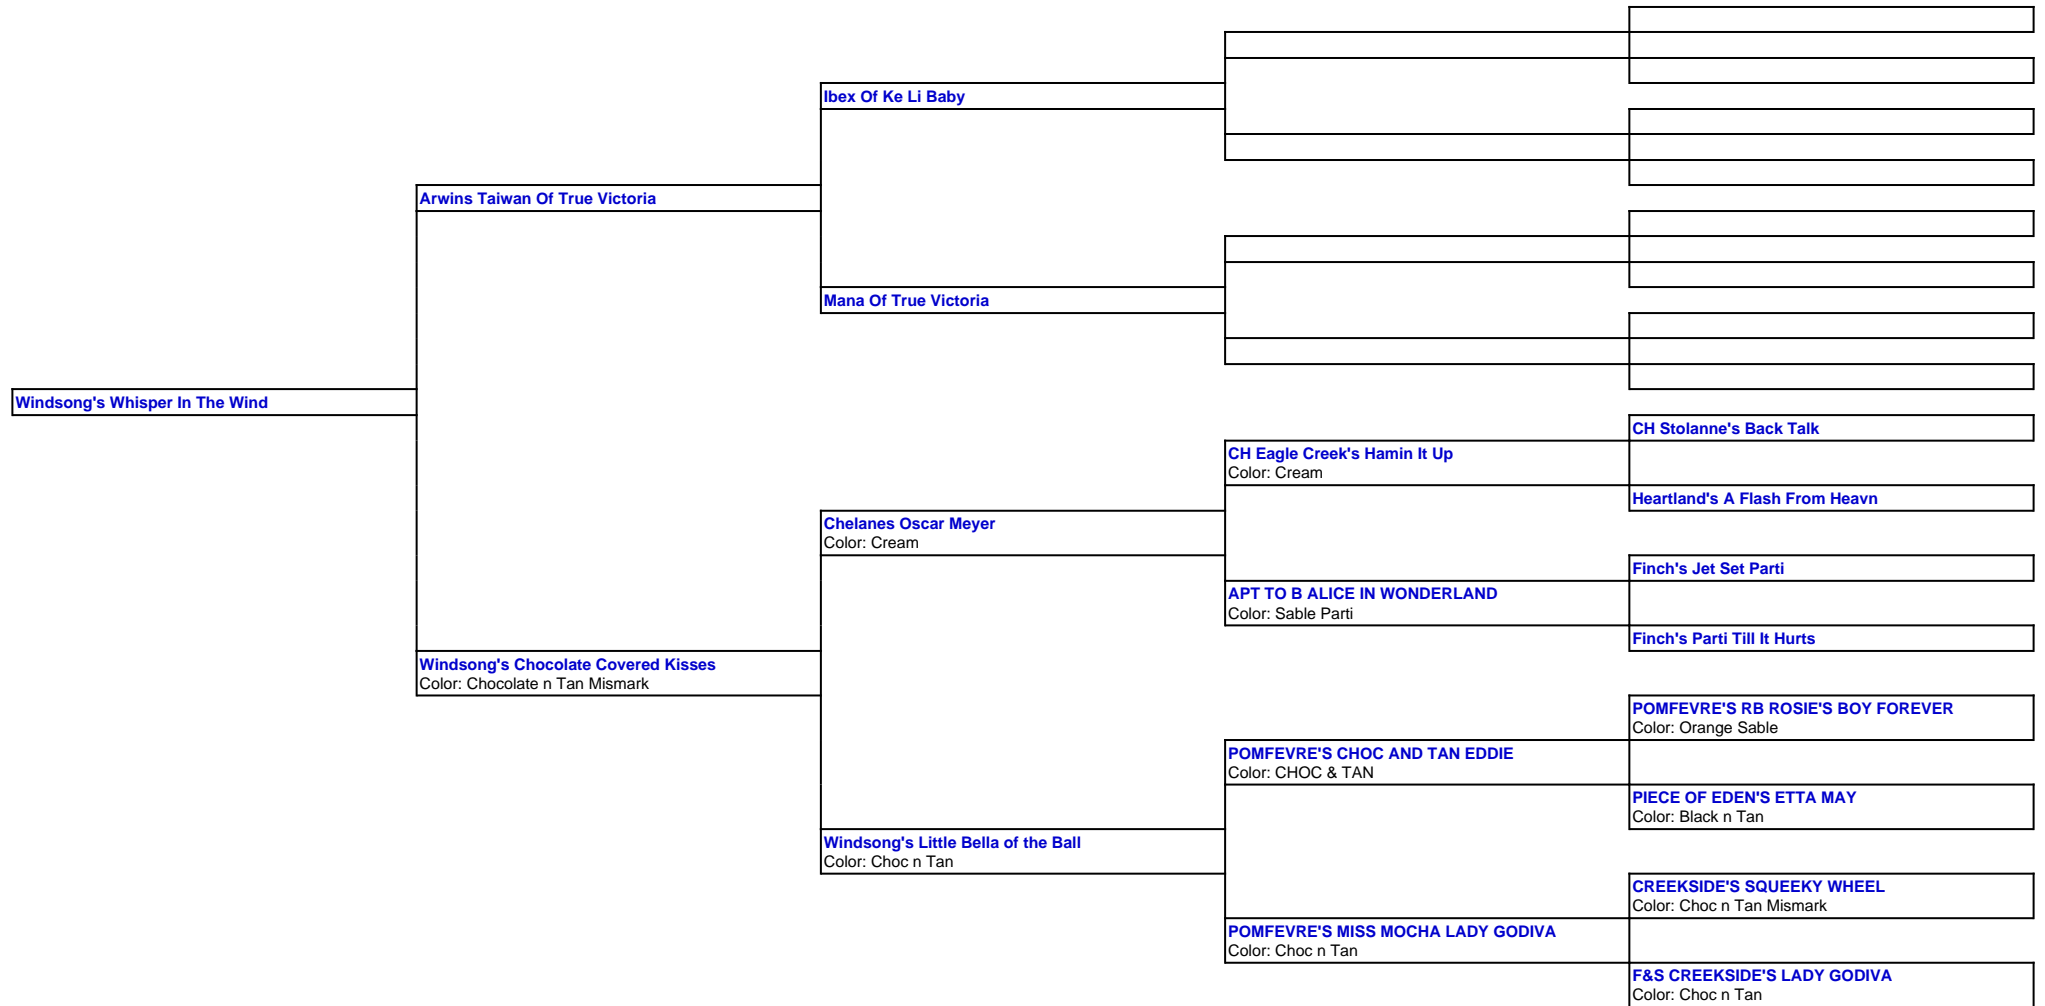 Ibex Of Ke Li Baby
Arwins Taiwan Of True Victoria
Mana Of True Victoria
Windsong's Whisper In The Wind
CH Stolanne's Back Talk
CH Eagle Creek's Hamin It Up
Color: Cream
Heartland's A Flash From Heavn
Chelanes Oscar Meyer
Color: Cream
Finch's Jet Set Parti
APT TO B ALICE IN WONDERLAND
Color: Sable Parti
Finch's Parti Till It Hurts
Windsong's Chocolate Covered Kisses
Color: Chocolate n Tan Mismark
POMFEVRE'S RB ROSIE'S BOY FOREVER
Color: Orange Sable
POMFEVRE'S CHOC AND TAN EDDIE
Color: CHOC & TAN
PIECE OF EDEN'S ETTA MAY
Color: Black n Tan
Windsong's Little Bella of the Ball
Color: Choc n Tan
CREEKSIDE'S SQUEEKY WHEEL
Color: Choc n Tan Mismark
POMFEVRE'S MISS MOCHA LADY GODIVA
Color: Choc n Tan
F&S CREEKSIDE'S LADY GODIVA
Color: Choc n Tan